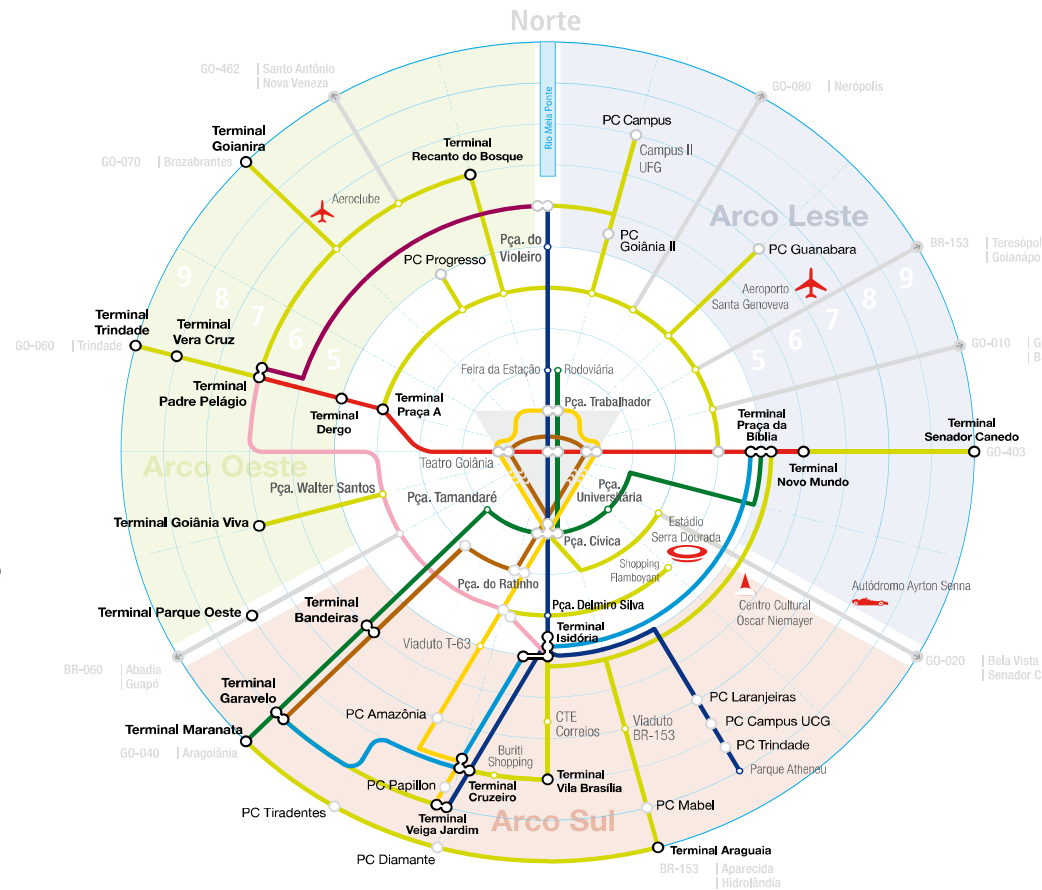 Norte
GO-462 | Santo Antônio
| Nova Veneza
GO-080 | Nerópolis
Rio Meia Ponte
Terminal
Goianira
GO-070 | Brazabrantes
Terminal
Recanto do Bosque
PC Campus
Campus II
UFG
Aeroclube
Arco Leste
PC
Goiânia II
Pça. do
Violeiro
PC Guanabara
BR-153
PC Progresso
Aeroporto
Santa Genoveva
9
8
7
6
5
9
8
7
6
5
Terminal
Trindade
GO-060 | Trindade
Terminal
Vera Cruz
GO-010
Terminal
Padre Pelágio
Terminal
Dergo
Terminal
Praça A
Feira da Estação
Rodoviária
Pça. Trabalhador
Terminal
Praça da
Bíblia
Terminal
Senador Canedo
GO-403
Terminal
Novo Mundo
Arco Oeste
Teatro Goiânia
Pça. Walter Santos
Pça. Tamandaré
Pça.
Universitária
Terminal Goiânia Viva
Estádio
Serra Dourada
Pça. Cívica
Shopping
Flamboyant
Pça. do Ratinho
Autódromo Ayrton Senna
Terminal Parque Oeste
Terminal
Bandeiras
Pça. Delmiro Silva
Centro Cultural
Oscar Niemayer
Terminal
Isidória
Viaduto T-63
BR-060 | Abadia
| Guapó
GO-020 | Bela Vista
| Senador C
Terminal
Garavelo
PC Laranjeiras
PC Amazônia
CTE
Correios
Viaduto
BR-153
PC Campus UCG
Terminal Maranata
GO-040 | Aragoiânia
PC Trindade
Buriti
Shopping
Parque Atheneu
PC Papillon
Terminal
Cruzeiro
Terminal
Vila Brasília
PC Tiradentes
PC Mabel
Terminal
Veiga Jardim
Arco Sul
PC Diamante
Terminal Araguaia
BR-153 | Aparecida
| Hidrolândia